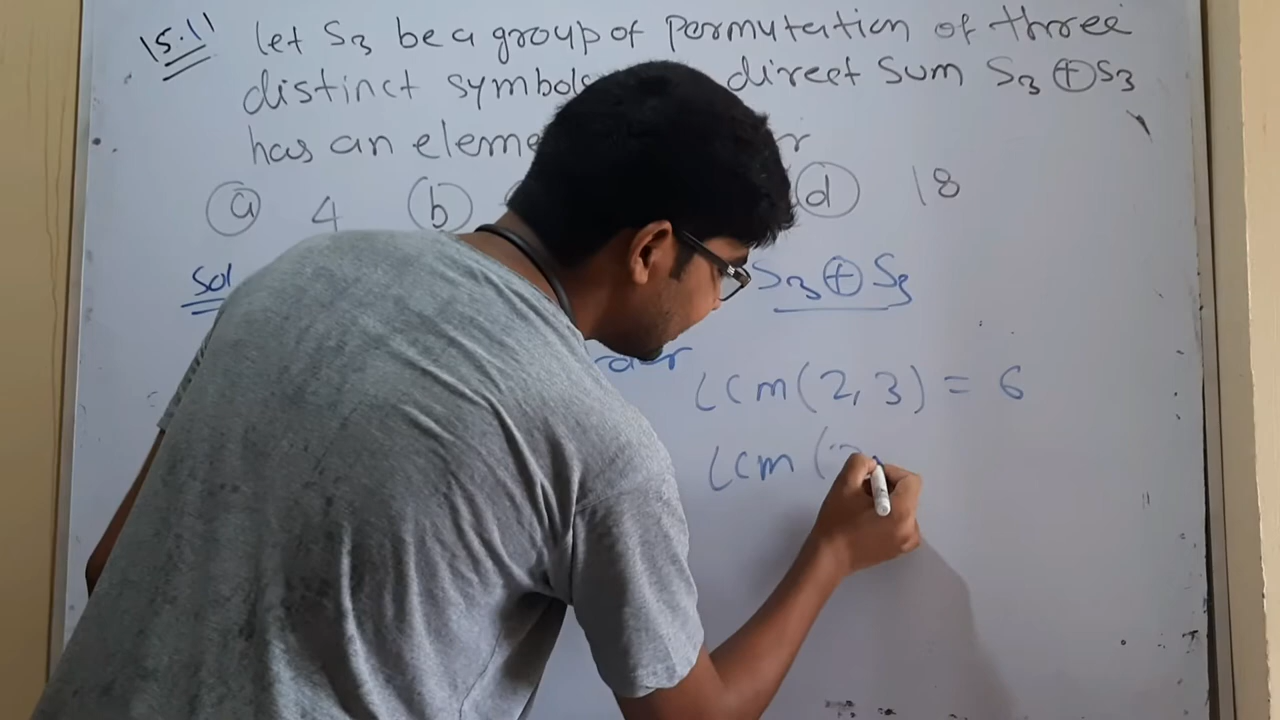 15.11 let S3 be a group of permutation of three
distinct symbols direct sum S3 ⊕ S3
has an eleme
(a) 4 (b) (d) 18
Sol S3 ⊕ S3
LCm(2,3) = 6
LCm (